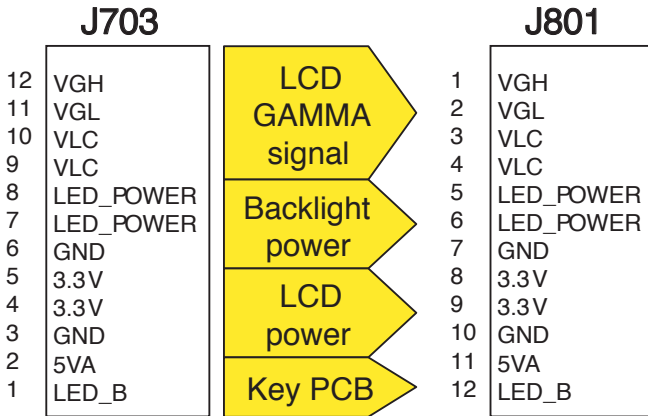 J703
12 VGH
11 VGL
10 VLC
9 VLC
8 LED_POWER
7 LED_POWER
6 GND
5 3.3V
4 3.3V
3 GND
2 5VA
1 LED_B
LCD
GAMMA
signal
Backlight
power
LCD
power
Key PCB
J801
1 VGH
2 VGL
3 VLC
4 VLC
5 LED_POWER
6 LED_POWER
7 GND
8 3.3V
9 3.3V
10 GND
11 5VA
12 LED_B